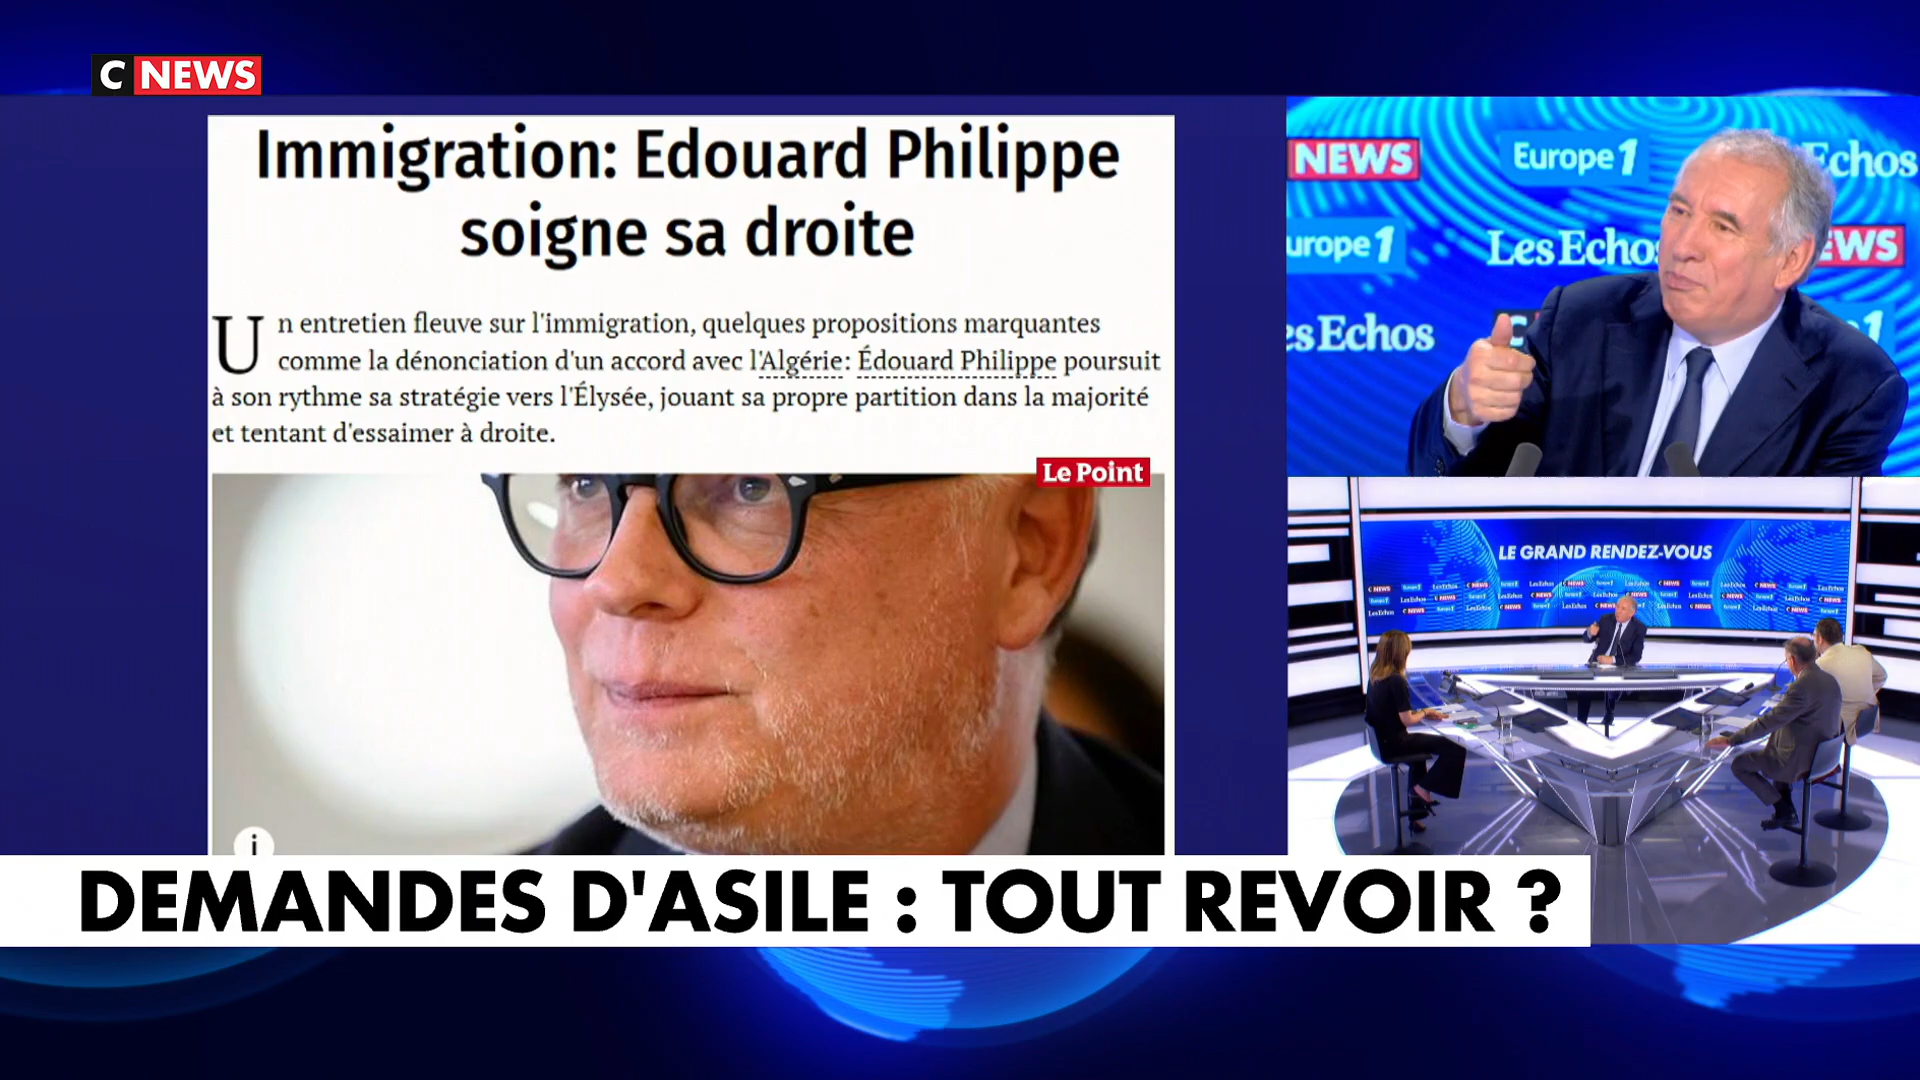 C NEWS
Immigration: Edouard Philippe
soigne sa droite
Un entretien fleuve sur l'immigration, quelques propositions marquantes
comme la dénonciation d'un accord avec l'Algérie: Édouard Philippe poursuit
à son rythme sa stratégie vers l'Élysée, jouant sa propre partition dans la majorité
et tentant d'essaimer à droite.
Le Point
i
NEWS
Europe 1
Echos
urope 1
Les Echos
EWS
es Echos
C
1
LE GRAND RENDEZ-VOUS
DEMANDES D'ASILE : TOUT REVOIR ?